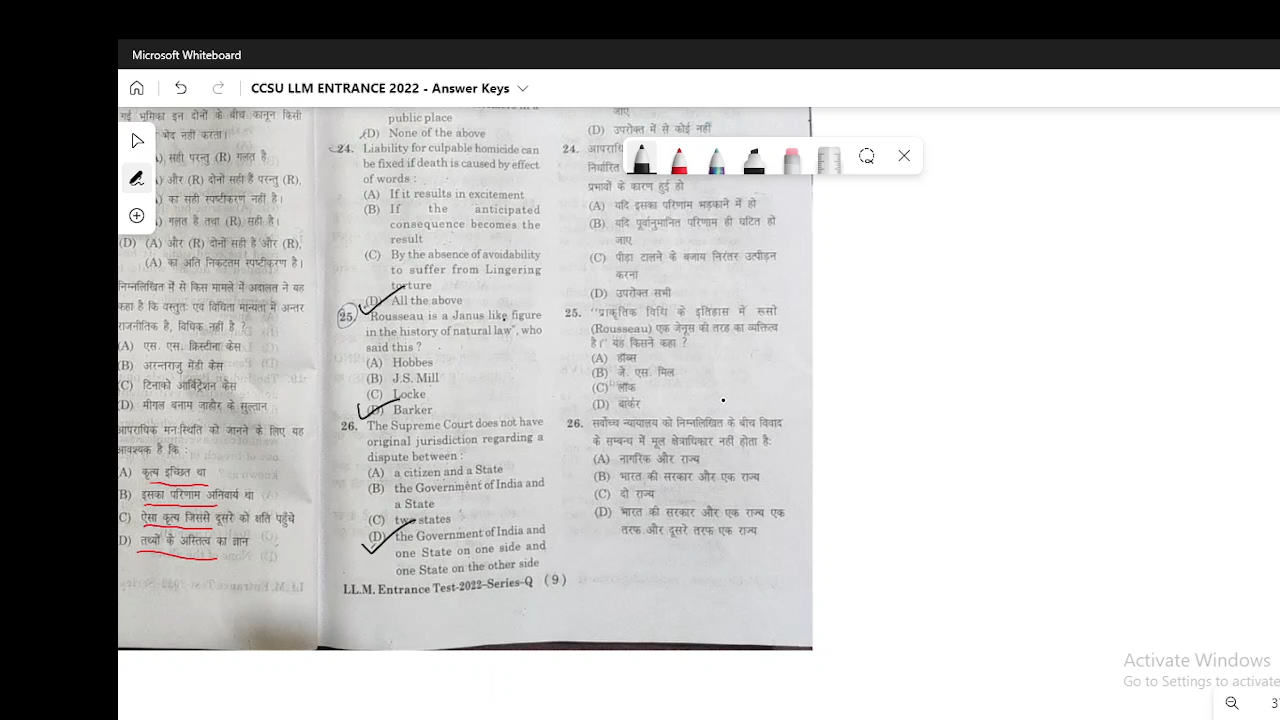 Microsoft Whiteboard
CCSU LLM ENTRANCE 2022 - Answer Keys
गई भूमिका इन दोनों के बीच कानून किसी
भेद नहीं करता।
सही परन्तु (R) गलत है
और (R) दोनों सही हैं परन्तु (R),
का सही स्पष्टीकरण नहीं है।
गलत है तथा (R) सही है।
(D) (A) और (R) दोनों सही है और (R),
(A) का अति निकटतम स्पष्टीकरण है।
निम्नलिखित में से किस मामले में अदालत ने यह
कहा है कि वस्तुतः एवं विधिता मान्यता में अन्तर
राजनीतिक है, विधिक नहीं है ?
(A) एस. एस. क्रिस्टीना केस
(B) अरन्तराजु मेंडी केस
(C) टिनाको आर्बिट्रेशन केस
(D) मीगल बनाम जाहौर के सुल्तान
आपराधिक मनःस्थिति को जानने के लिए यह
आवश्यक है कि :
A) कृत्य इच्छित था
B) इसका परिणाम अनिवार्य था
C) ऐसा कृत्य जिससे दूसरे को क्षति पहुँचे
D) तथ्यों के अस्तित्व का ज्ञान
public place
(D) None of the above
24. Liability for culpable homicide can
be fixed if death is caused by effect
of words :
(A) If it results in excitement
(B) If the anticipated
consequence becomes the
result
(C) By the absence of avoidability
to suffer from Lingering
torture
(D) All the above
25. "Rousseau is a Janus like figure
in the history of natural law", who
said this ?
(A) Hobbes
(B) J.S. Mill
(C) Locke
(D) Barker
26. The Supreme Court does not have
original jurisdiction regarding a
dispute between :
(A) a citizen and a State
(B) the Government of India and
a State
(C) two states
(D) the Government of India and
one State on one side and
one State on the other side
LL.M. Entrance Test-2022-Series-Q (9)
जाए
(D) उपरोक्त में से कोई नहीं
24. आपराधि
निर्धारित
प्रभावों के कारण हुई हो
(A) यदि इसका परिणाम भड़काने में हो
(B) यदि पूर्वानुमानित परिणाम ही घटित हो
जाए
(C) पीड़ा टालने के बजाय निरंतर उत्पीड़न
करना
(D) उपरोक्त सभी
25. "प्राकृतिक विधि के इतिहास में रूसो
(Rousseau) एक जेनूस की तरह का व्यक्तित्व
है।" यह किसने कहा ?
(A) हॉब्स
(B) जे. एस. मिल
(C) लॉक
(D) बार्कर
26. सर्वोच्च न्यायालय को निम्नलिखित के बीच विवाद
के सम्बन्ध में मूल क्षेत्राधिकार नहीं होता है:
(A) नागरिक और राज्य
(B) भारत की सरकार और एक राज्य
(C) दो राज्य
(D) भारत की सरकार और एक राज्य एक
तरफ और दूसरे तरफ एक राज्य
Activate Windows
Go to Settings to activate